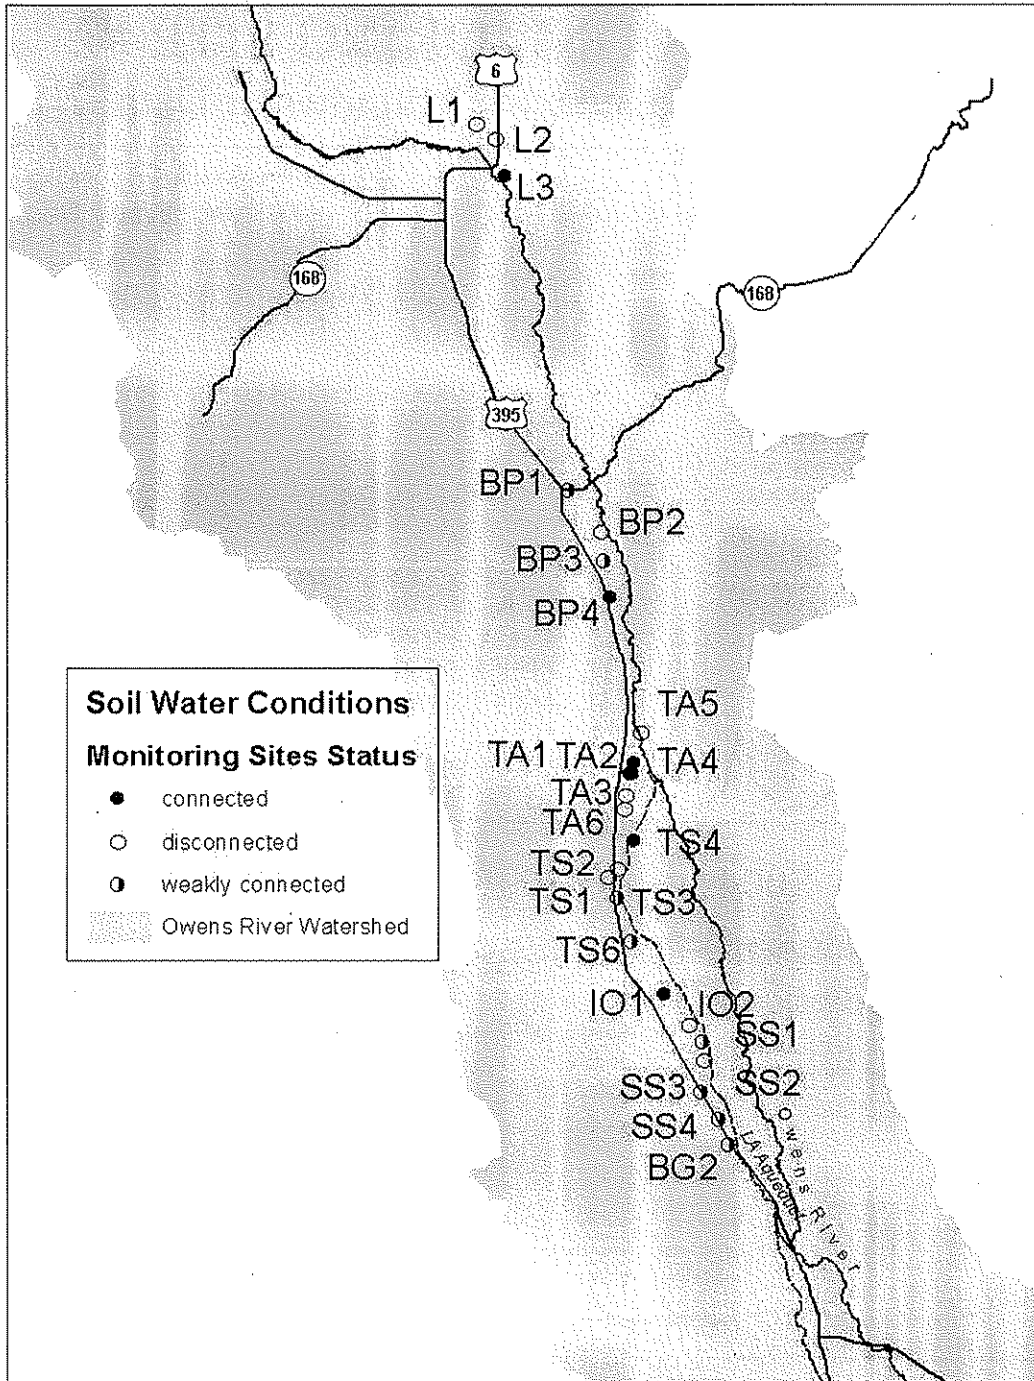 6
L1
L2
L3
168
168
395
BP1
BP2
BP3
BP4
Soil Water Conditions
Monitoring Sites Status
connected
disconnected
weakly connected
Owens River Watershed
TA5
TA1 TA2
TA4
TA3
TA6
TS4
TS2
TS1
TS3
TS6
IO1
IO2
SS1
SS2
SS3
SS4
BG2
LA Aqueduct
Owens River